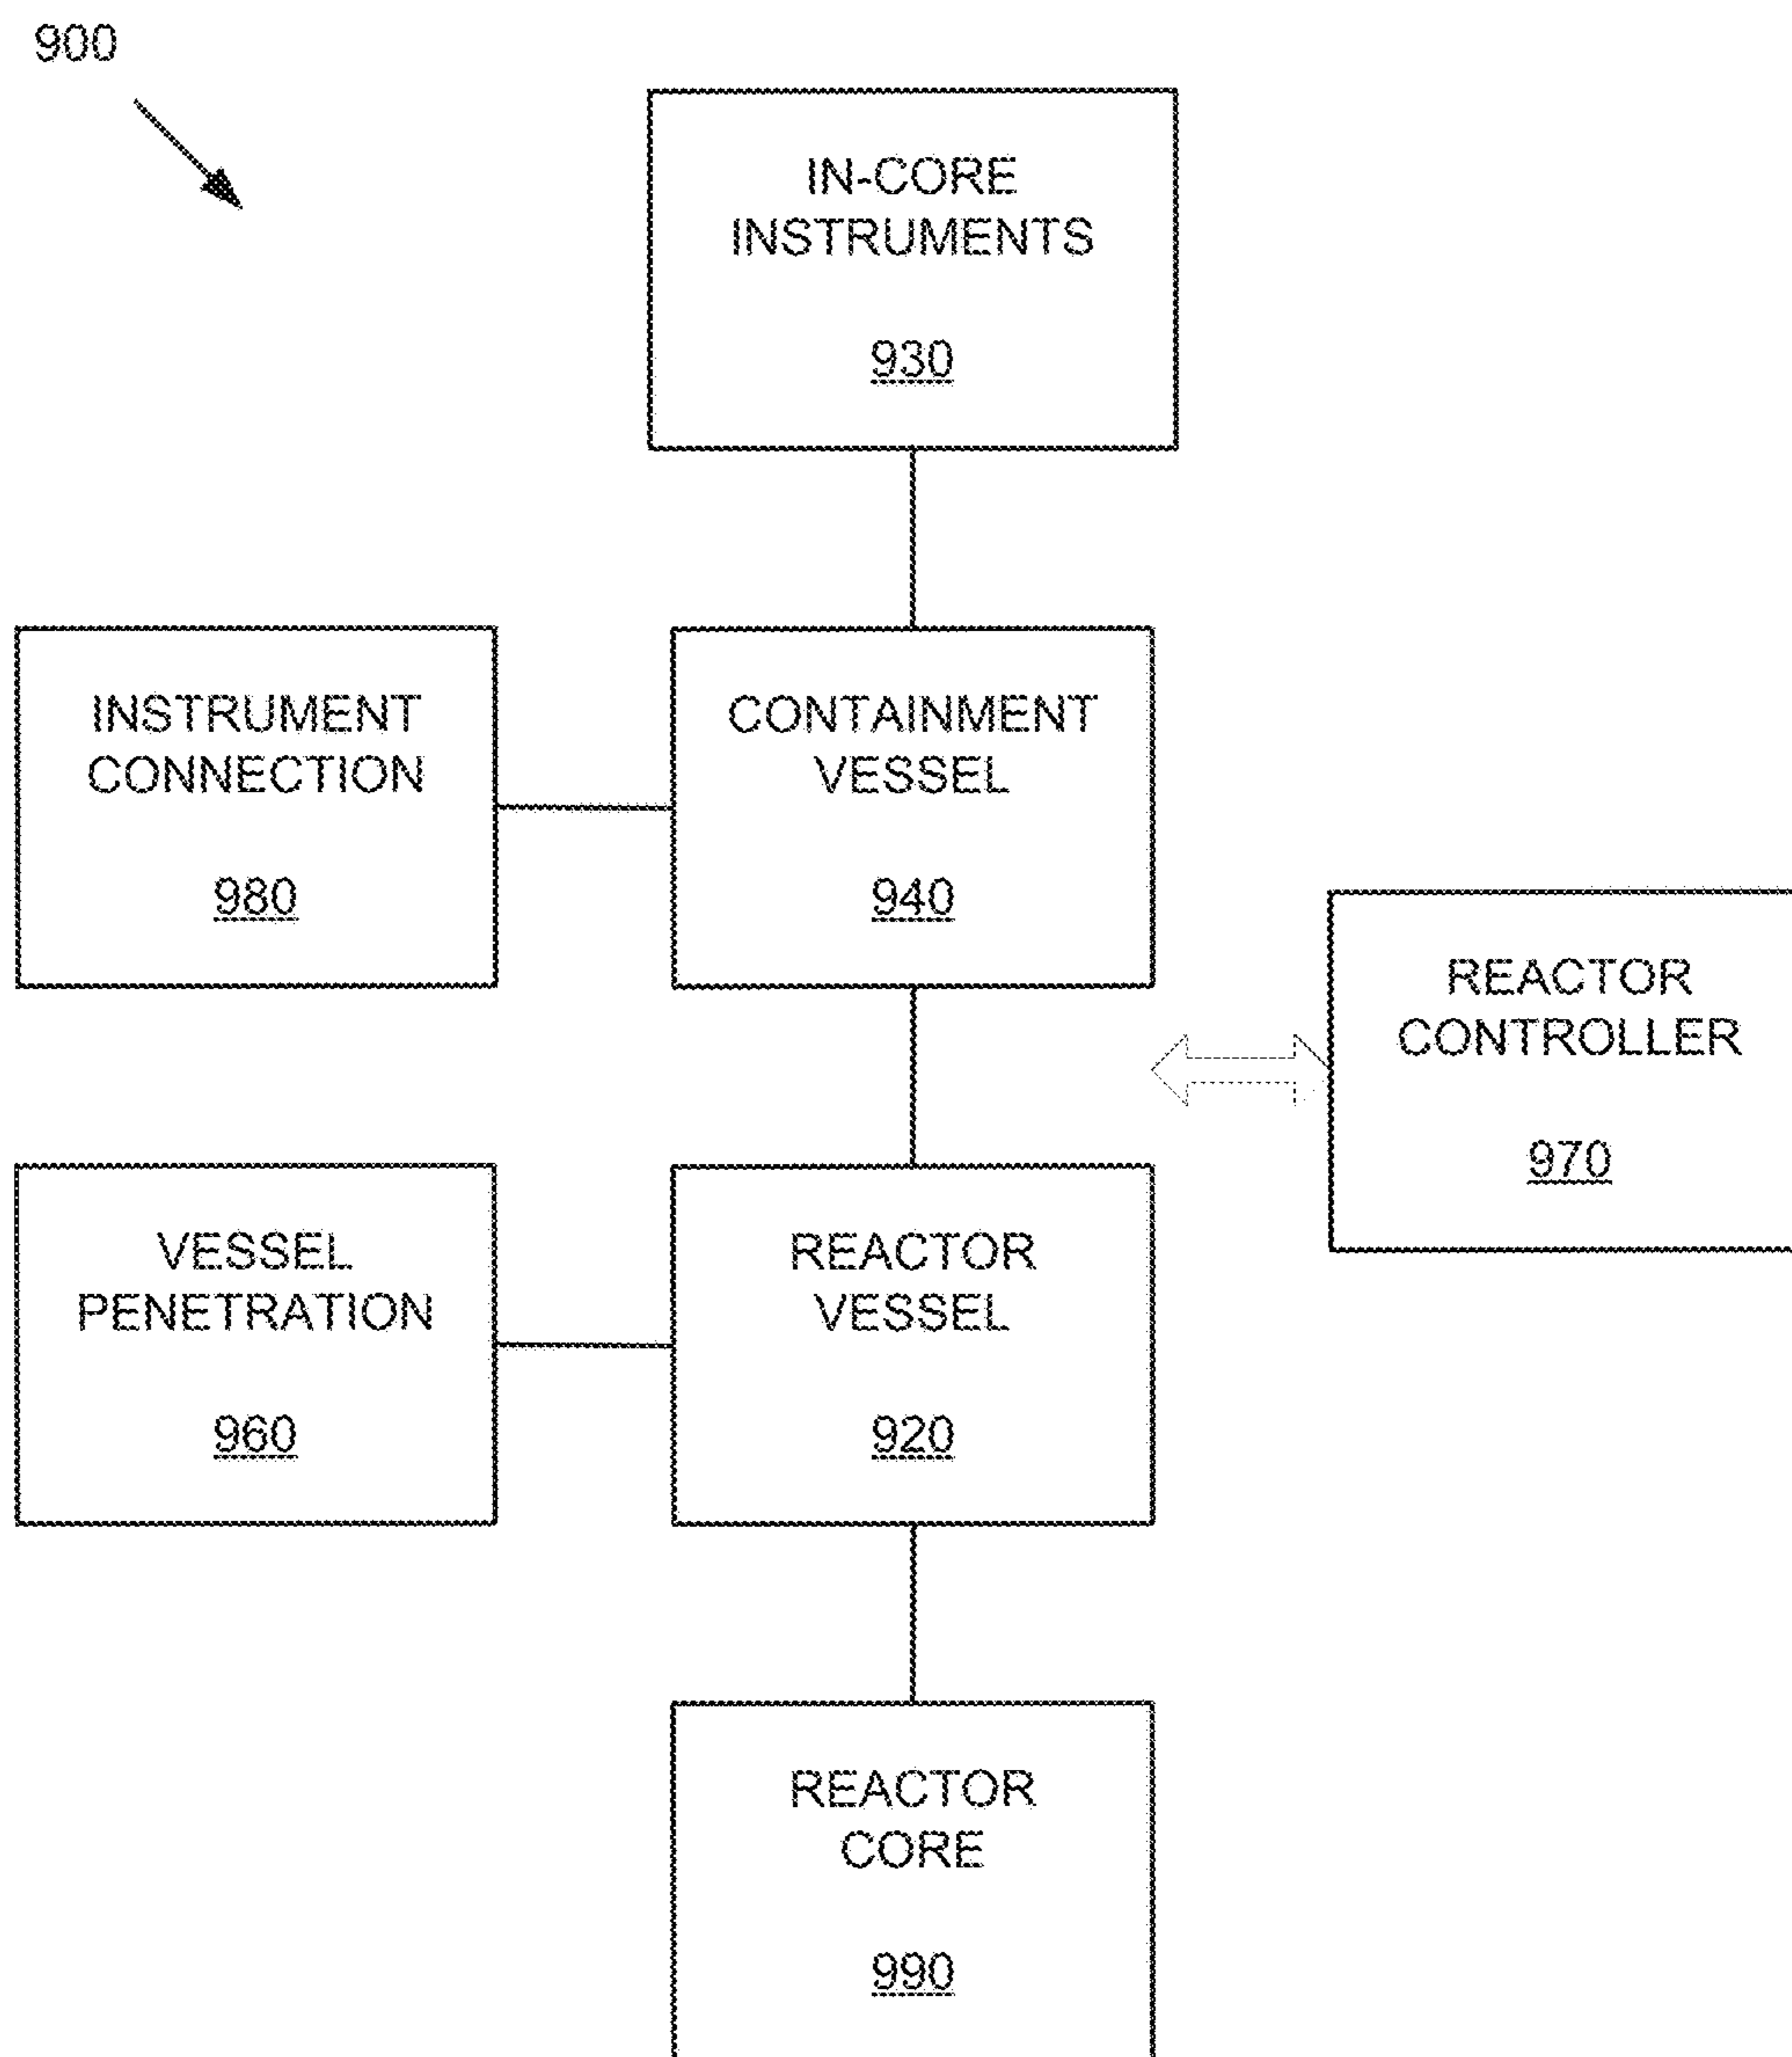 900
IN-CORE
INSTRUMENTS
930
INSTRUMENT
CONNECTION
980
CONTAINMENT
VESSEL
940
REACTOR
CONTROLLER
970
VESSEL
PENETRATION
960
REACTOR
VESSEL
920
REACTOR
CORE
990